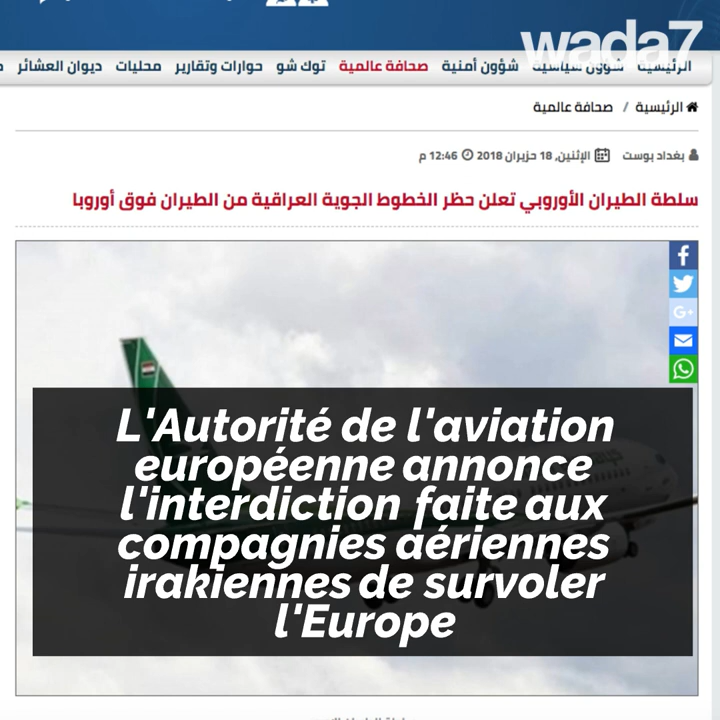 wada7
الرئيسية شؤون سياسية شؤون أمنية صحافة عالمية توك شو حوارات وتقارير محليات ديوان العشائر
الرئيسية / صحافة عالمية
بغداد بوست الإثنين, 18 حزيران 2018 12:46 م
سلطة الطيران الأوروبي تعلن حظر الخطوط الجوية العراقية من الطيران فوق أوروبا
L'Autorité de l'aviation
européenne annonce
l'interdiction faite aux
compagnies aériennes
irakiennes de survoler
l'Europe